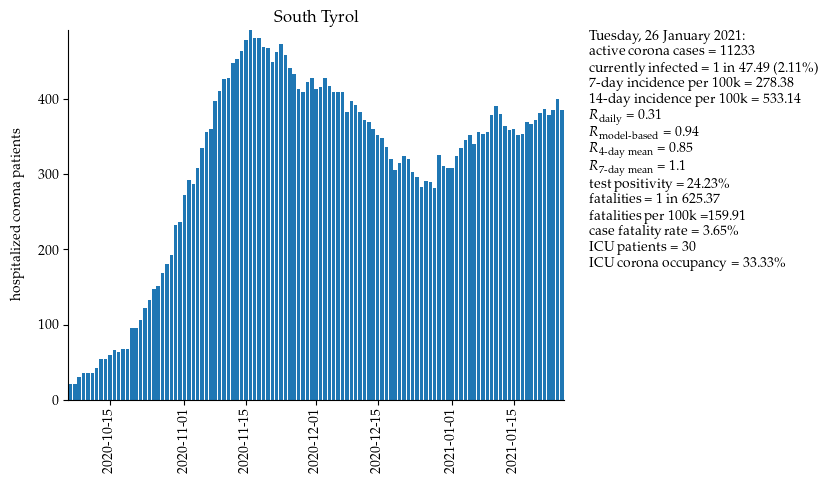 South Tyrol
hospitalized corona patients
400
300
200
100
0
2020-10-15
2020-11-01
2020-11-15
2020-12-01
2020-12-15
2021-01-01
2021-01-15
Tuesday, 26 January 2021:
active corona cases = 11233
currently infected = 1 in 47.49 (2.11%)
7-day incidence per 100k = 278.38
14-day incidence per 100k = 533.14
R daily = 0.31
R model-based = 0.94
R 4-day mean = 0.85
R 7-day mean = 1.1
test positivity = 24.23%
fatalities = 1 in 625.37
fatalities per 100k =159.91
case fatality rate = 3.65%
ICU patients = 30
ICU corona occupancy = 33.33%